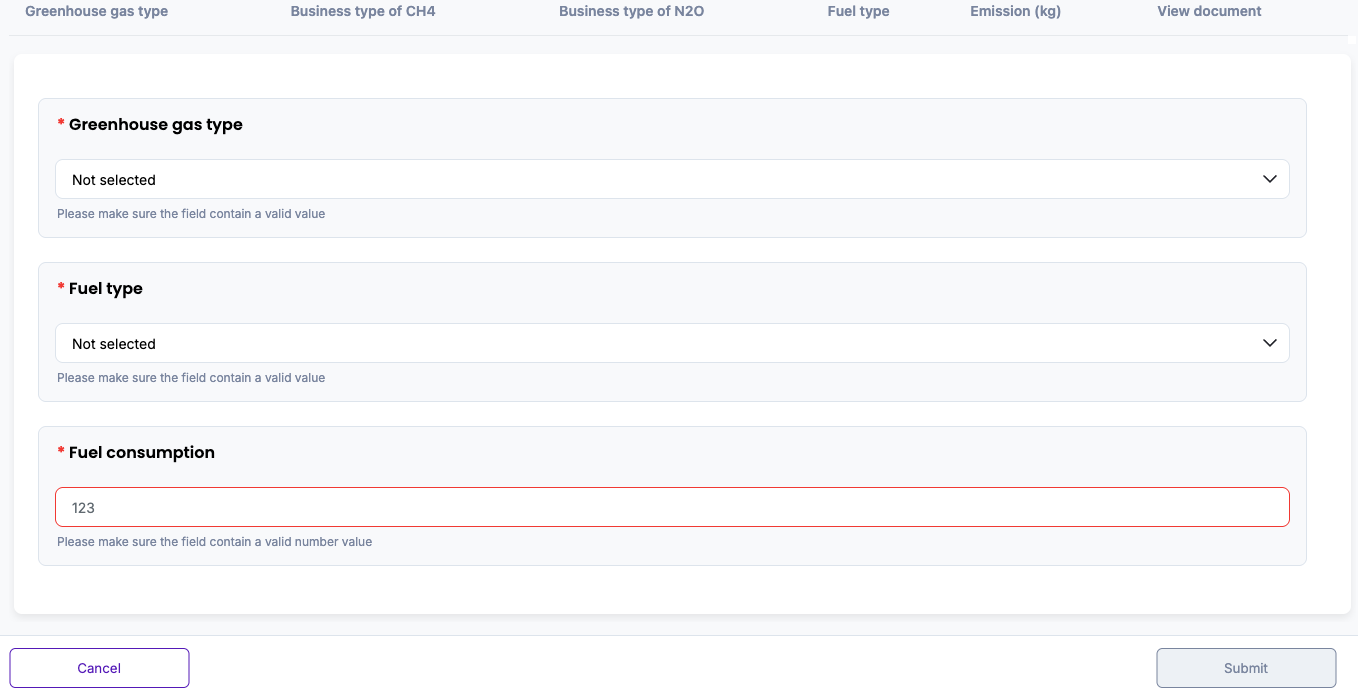 Greenhouse gas type Business type of CH4 Business type of N2O Fuel type Emission (kg) View document
* Greenhouse gas type
Not selected
Please make sure the field contain a valid value
* Fuel type
Not selected
Please make sure the field contain a valid value
* Fuel consumption
123
Please make sure the field contain a valid number value
Cancel Submit